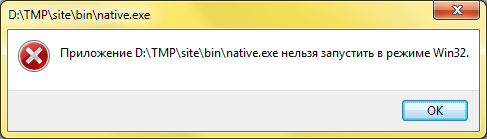 D:\TMP\site\bin\native.exe
Приложение D:\TMP\site\bin\native.exe нельзя запустить в режиме Win32.
OK